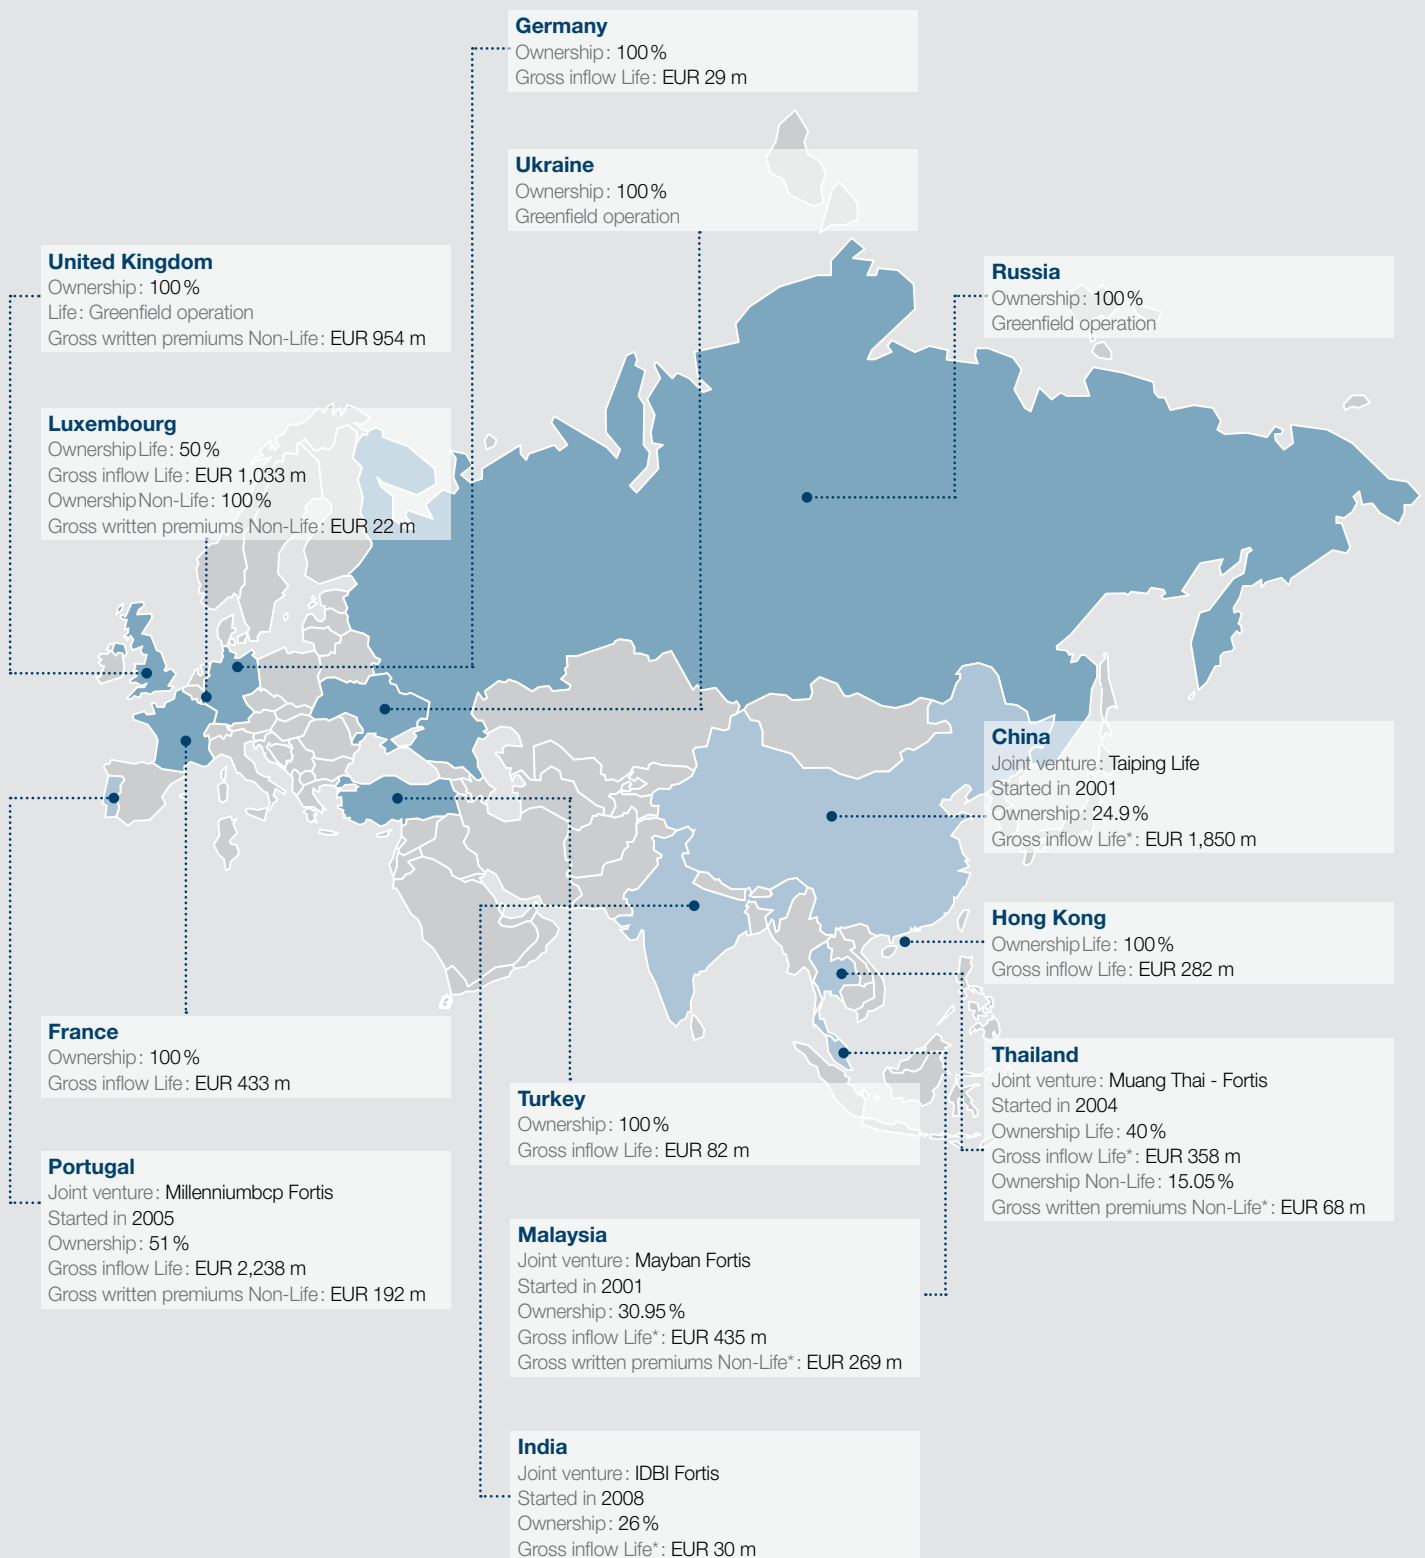 Germany
Ownership: 100%
Gross inflow Life: EUR 29 m
Ukraine
Ownership: 100%
Greenfield operation
United Kingdom
Ownership: 100%
Life: Greenfield operation
Gross written premiums Non-Life: EUR 954 m
Russia
Ownership: 100%
Greenfield operation
Luxembourg
Ownership Life: 50%
Gross inflow Life: EUR 1,033 m
Ownership Non-Life: 100%
Gross written premiums Non-Life: EUR 22 m
China
Joint venture: Taiping Life
Started in 2001
Ownership: 24.9%
Gross inflow Life*: EUR 1,850 m
Hong Kong
Ownership Life: 100%
Gross inflow Life: EUR 282 m
France
Ownership: 100%
Gross inflow Life: EUR 433 m
Thailand
Joint venture: Muang Thai - Fortis
Started in 2004
Ownership Life: 40%
Gross inflow Life*: EUR 358 m
Ownership Non-Life: 15.05%
Gross written premiums Non-Life*: EUR 68 m
Turkey
Ownership: 100%
Gross inflow Life: EUR 82 m
Portugal
Joint venture: Millenniumbcp Fortis
Started in 2005
Ownership: 51%
Gross inflow Life: EUR 2,238 m
Gross written premiums Non-Life: EUR 192 m
Malaysia
Joint venture: Mayban Fortis
Started in 2001
Ownership: 30.95%
Gross inflow Life*: EUR 435 m
Gross written premiums Non-Life*: EUR 269 m
India
Joint venture: IDBI Fortis
Started in 2008
Ownership: 26%
Gross inflow Life*: EUR 30 m